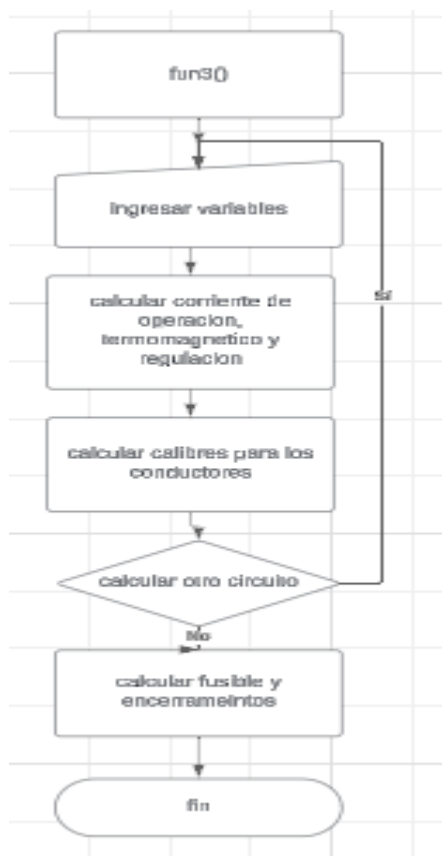 fun3()
ingresar variables
calcular corriente de
operacion,
termomagnetico y
regulacion
calcular calibres para los
conductores
Si
calcular otro circuito
No
calcular fusible y
encerrameintos
fin